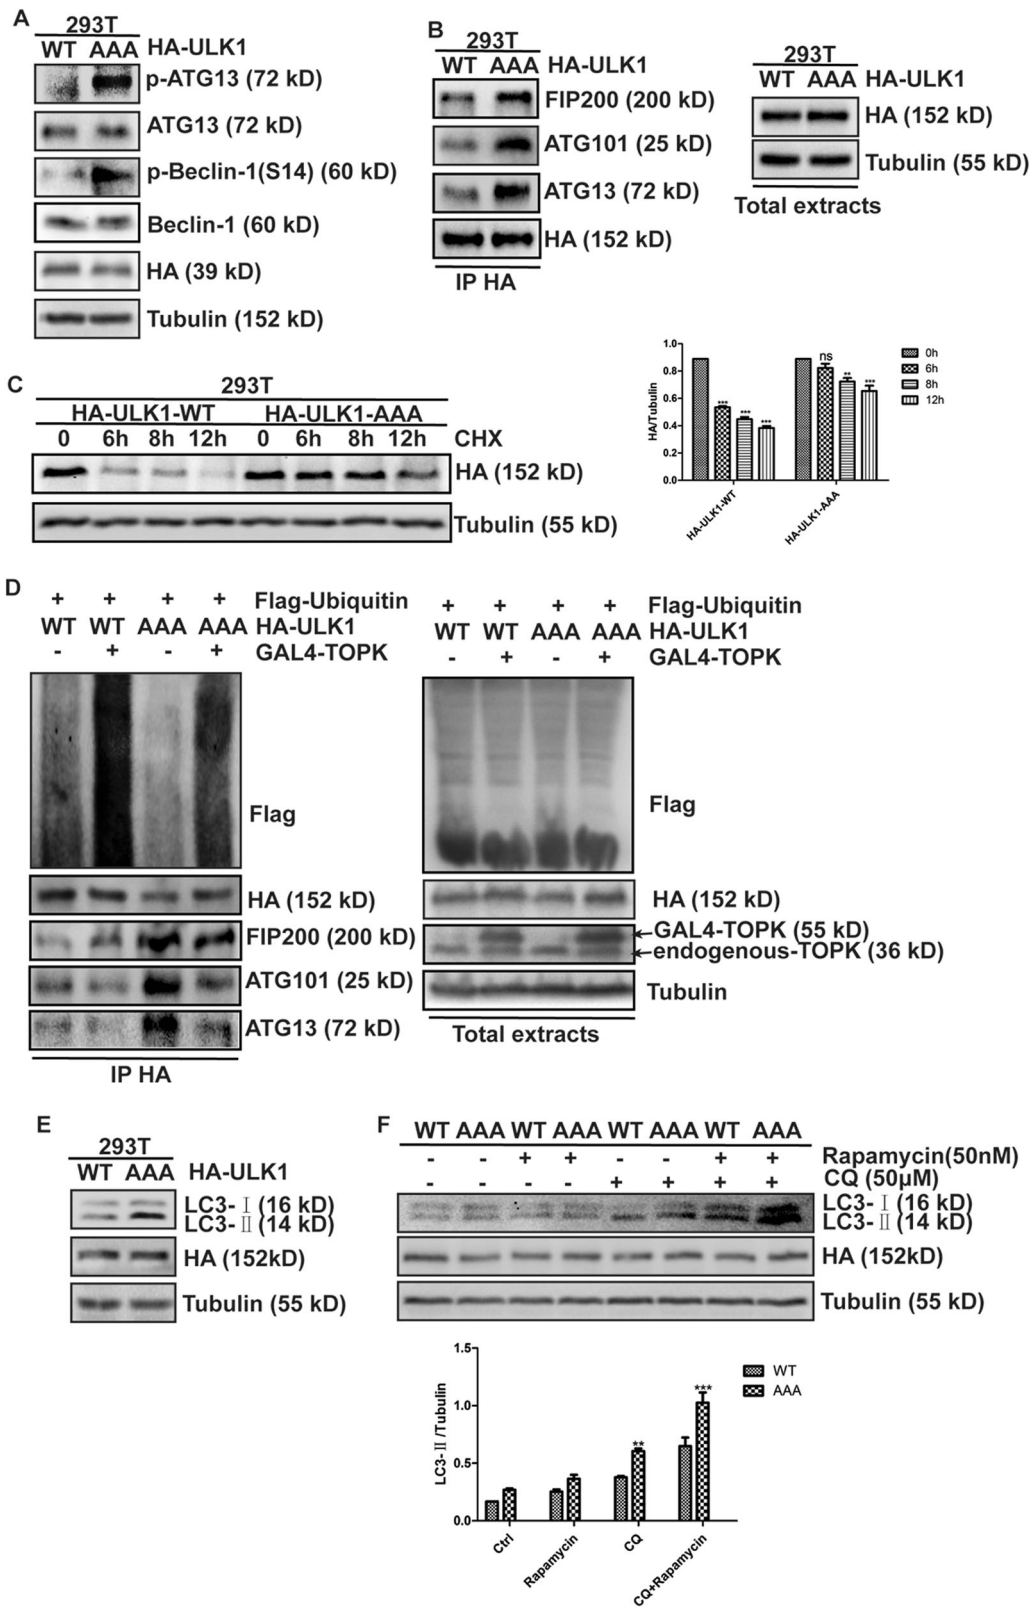 A
293T
WT AAA HA-ULK1
p-ATG13 (72 kD)
ATG13 (72 kD)
p-Beclin-1(S14) (60 kD)
Beclin-1 (60 kD)
HA (39 kD)
Tubulin (152 kD)
B
293T
WT AAA HA-ULK1
FIP200 (200 kD)
ATG101 (25 kD)
ATG13 (72 kD)
HA (152 kD)
IP HA
293T
WT AAA HA-ULK1
HA (152 kD)
Tubulin (55 kD)
Total extracts
C
293T
HA-ULK1-WT HA-ULK1-AAA
0 6h 8h 12h 0 6h 8h 12h CHX
HA (152 kD)
Tubulin (55 kD)
HA/Tubulin
1.0
0.8
0.6
0.4
0.2
0.0
*** *** *** ns ** ***
HA-ULK1-WT HA-ULK1-AAA
0h
6h
8h
12h
D
+ + + + Flag-Ubiquitin
WT WT AAA AAA HA-ULK1
- + - + GAL4-TOPK
Flag
HA (152 kD)
FIP200 (200 kD)
ATG101 (25 kD)
ATG13 (72 kD)
IP HA
+ + + + Flag-Ubiquitin
WT WT AAA AAA HA-ULK1
- + - + GAL4-TOPK
Flag
HA (152 kD)
GAL4-TOPK (55 kD)
endogenous-TOPK (36 kD)
Tubulin
Total extracts
E
293T
WT AAA HA-ULK1
LC3-Ⅰ (16 kD)
LC3-Ⅱ (14 kD)
HA (152kD)
Tubulin (55 kD)
F
WT AAA WT AAA WT AAA WT AAA
- - + + - - + + Rapamycin(50nM)
- - - - + + + + CQ (50μM)
LC3-Ⅰ (16 kD)
LC3-Ⅱ (14 kD)
HA (152kD)
Tubulin (55 kD)
LC3-Ⅱ/Tubulin
1.5
1.0
0.5
0.0
** ***
Ctrl Rapamycin CQ CQ+Rapamycin
WT
AAA